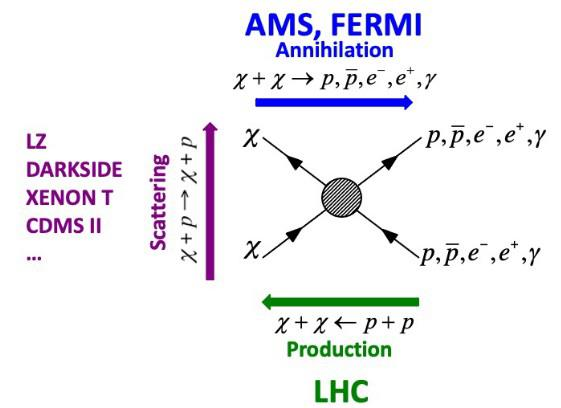 AMS, FERMI
Annihilation
χ + χ → p, p̅, e⁻, e⁺, γ
LZ
DARKSIDE
XENON T
CDMS II
...
Scattering
χ + p → χ + p
χ
p, p̅, e⁻, e⁺, γ
χ
p, p̅, e⁻, e⁺, γ
χ + χ ← p + p
Production
LHC